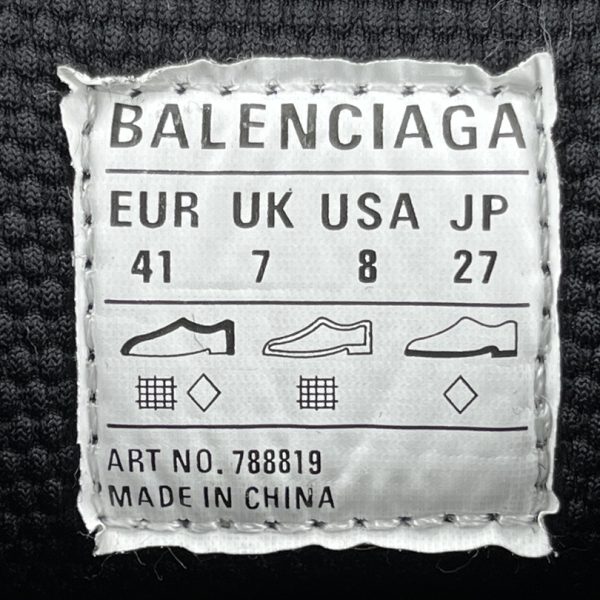 BALENCIAGA
EUR UK USA JP
41 7 8 27
ART NO. 788819
MADE IN CHINA